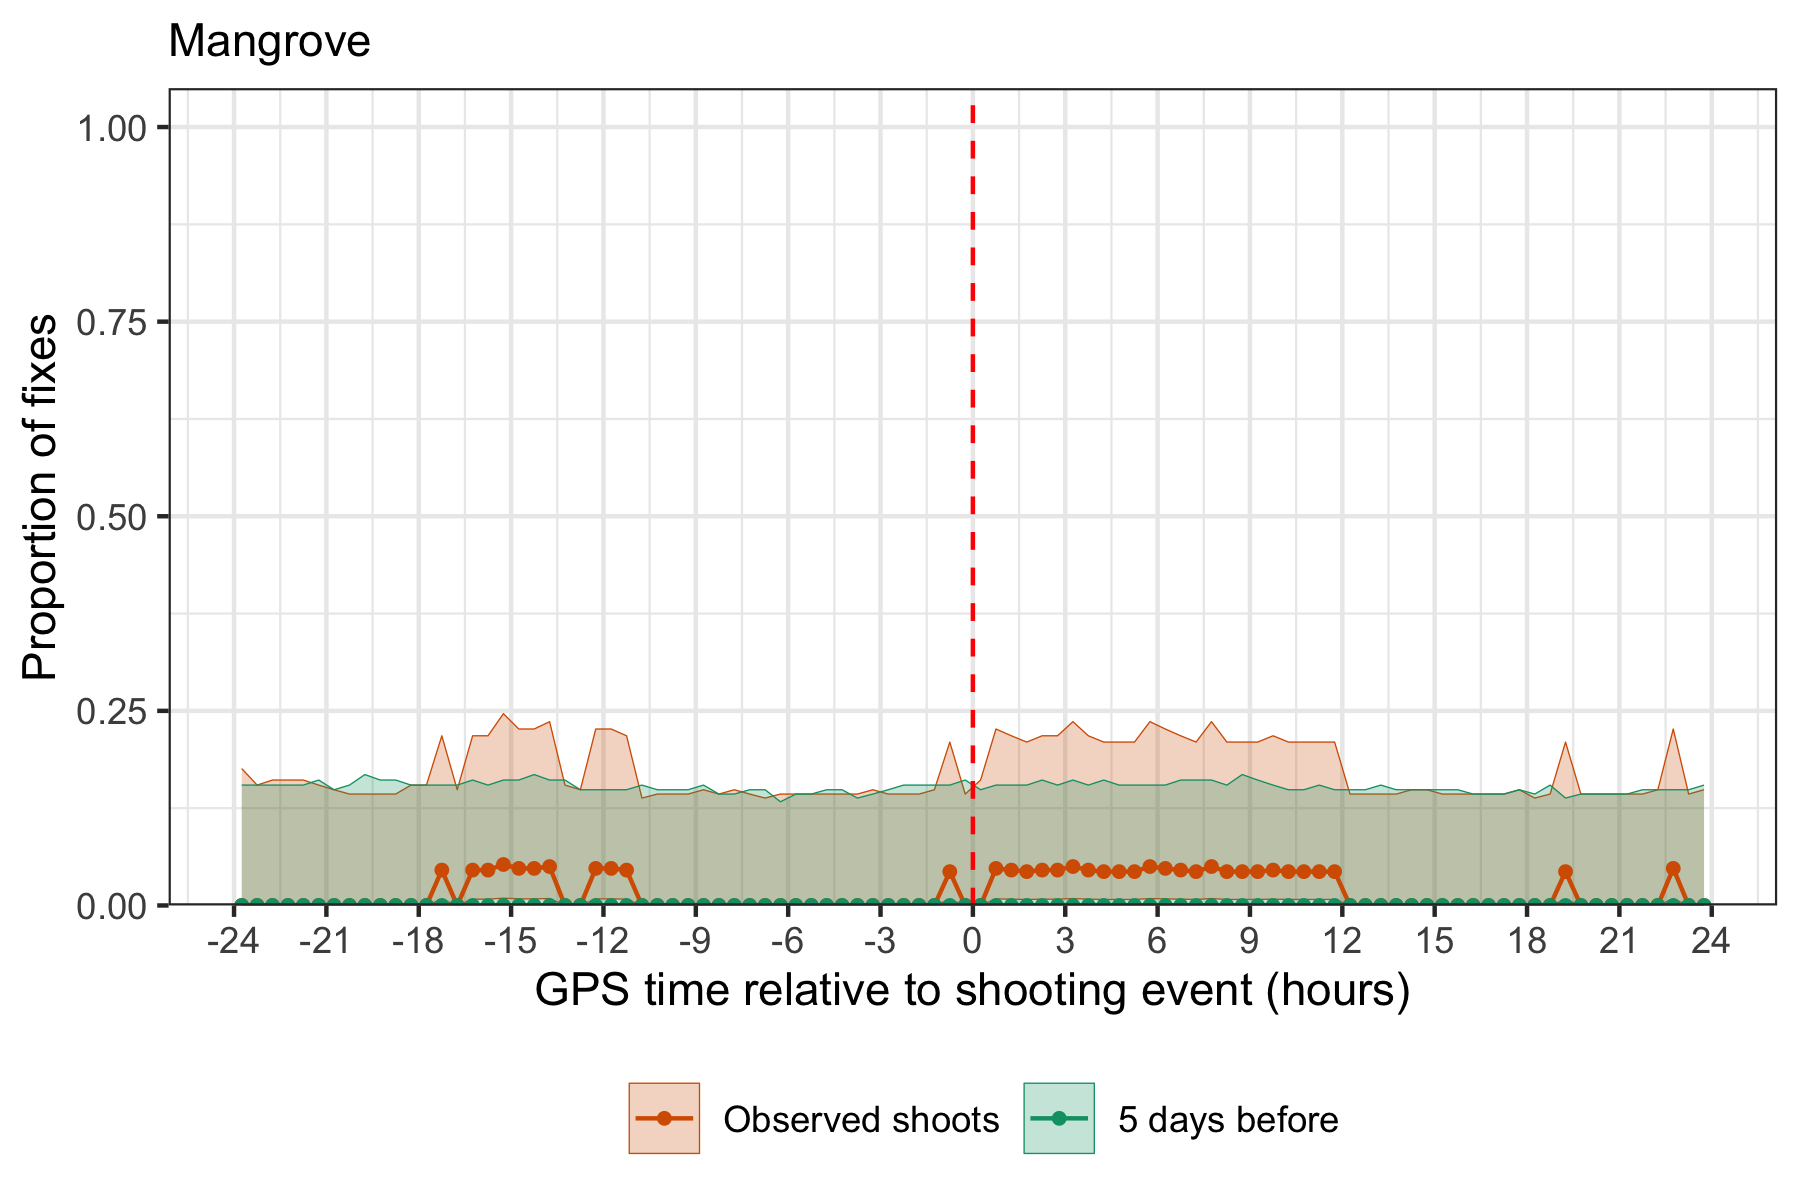 Mangrove
1.00
0.75
0.50
0.25
0.00
Proportion of fixes
-24 -21 -18 -15 -12 -9 -6 -3 0 3 6 9 12 15 18 21 24
GPS time relative to shooting event (hours)
Observed shoots 5 days before